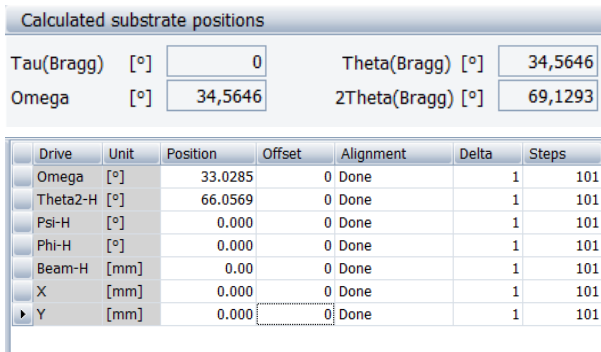 Calculated substrate positions
Tau(Bragg) [°] 0 Theta(Bragg) [°] 34,5646
Omega [°] 34,5646 2Theta(Bragg) [°] 69,1293
Drive Unit Position Offset Alignment Delta Steps
Omega [°] 33.0285 0 Done 1 101
Theta2-H [°] 66.0569 0 Done 1 101
Psi-H [°] 0.000 0 Done 1 101
Phi-H [°] 0.000 0 Done 1 101
Beam-H [mm] 0.00 0 Done 1 101
X [mm] 0.000 0 Done 1 101
Y [mm] 0.000 0 Done 1 101